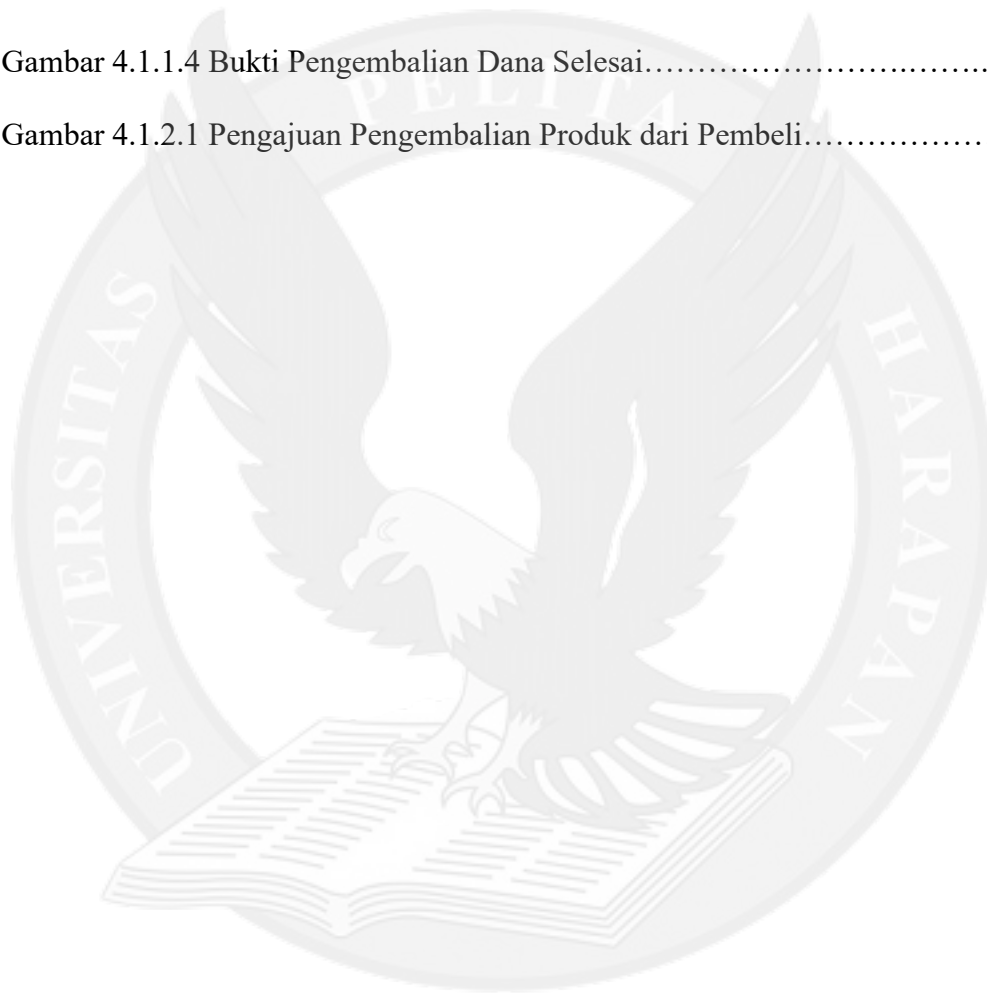 Gambar 4.1.1.4 Bukti Pengembalian Dana Selesai……………………..……..
Gambar 4.1.2.1 Pengajuan Pengembalian Produk dari Pembeli………………
UNIVERSITAS PELITA HARAPAN